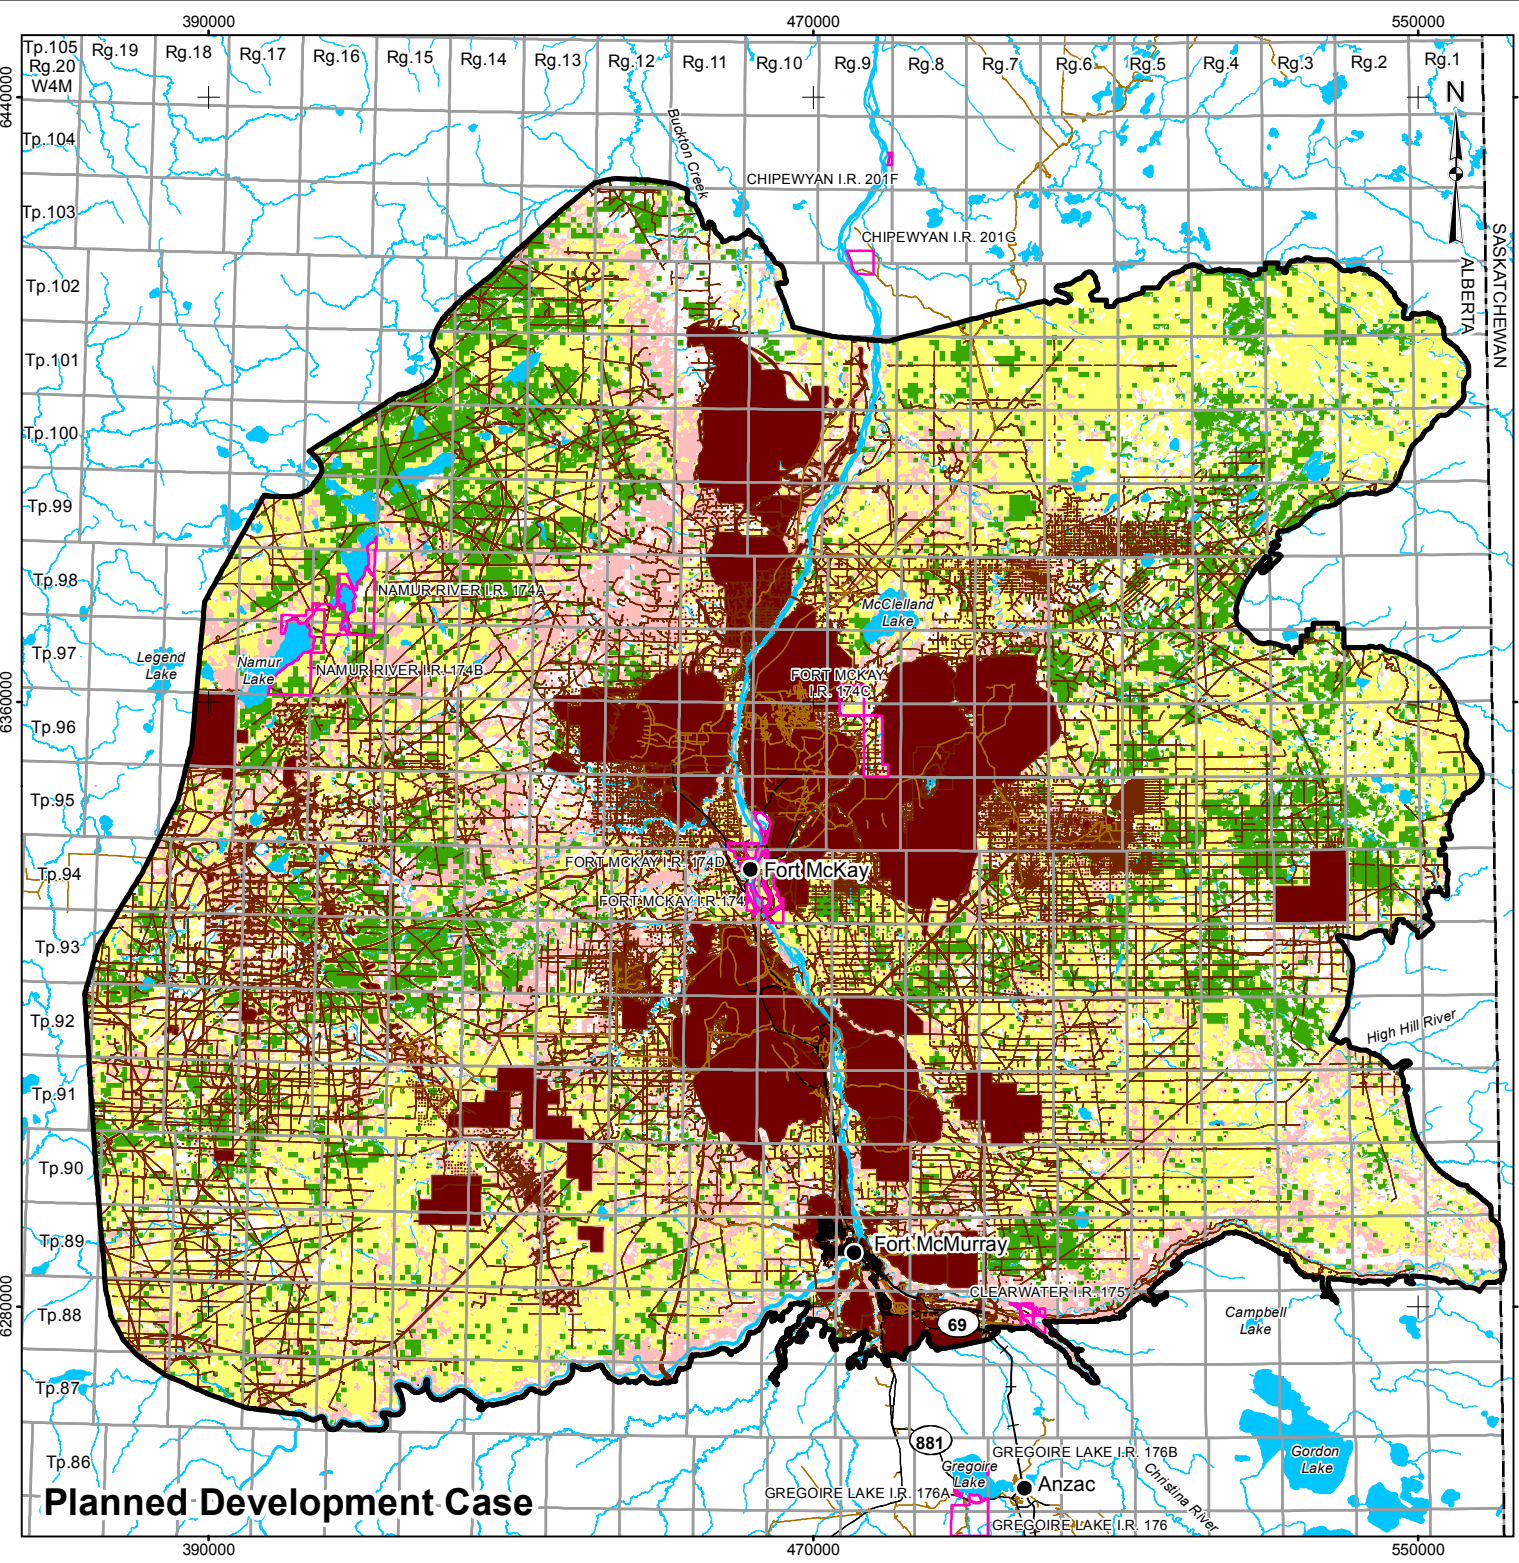 390000
470000
550000
Tp.105
Rg.20
W4M
Rg.19
Rg.18
Rg.17
Rg.16
Rg.15
Rg.14
Rg.13
Rg.12
Rg.11
Rg.10
Rg.9
Rg.8
Rg.7
Rg.6
Rg.5
Rg.4
Rg.3
Rg.2
Rg.1
N
6440000
Tp.104
Buckton Creek
CHIPEWYAN I.R. 201F
Tp.103
CHIPEWYAN I.R. 201G
SASKATCHEWAN
ALBERTA
Tp.102
Tp.101
Tp.100
Tp.99
Tp.98
NAMUR RIVER I.R. 174A
McClelland
Lake
Tp.97
Legend
Lake
Namur
Lake
NAMUR RIVER I.R. 174B
FORT MCKAY
I.R. 174C
6360000
Tp.96
Tp.95
FORT MCKAY I.R. 174D
Fort McKay
Tp.94
FORT MCKAY I.R.174
Tp.93
Tp.92
High Hill River
Tp.91
Tp.90
Tp.89
Fort McMurray
6280000
CLEARWATER I.R. 175
Tp.88
69
Campbell
Lake
Tp.87
881
GREGOIRE LAKE I.R. 176B
Gordon
Lake
Tp.86
Gregoire
Lake
Anzac
Christina River
GREGOIRE LAKE I.R. 176A
Planned Development Case
GREGOIRE LAKE I.R. 176
390000
470000
550000